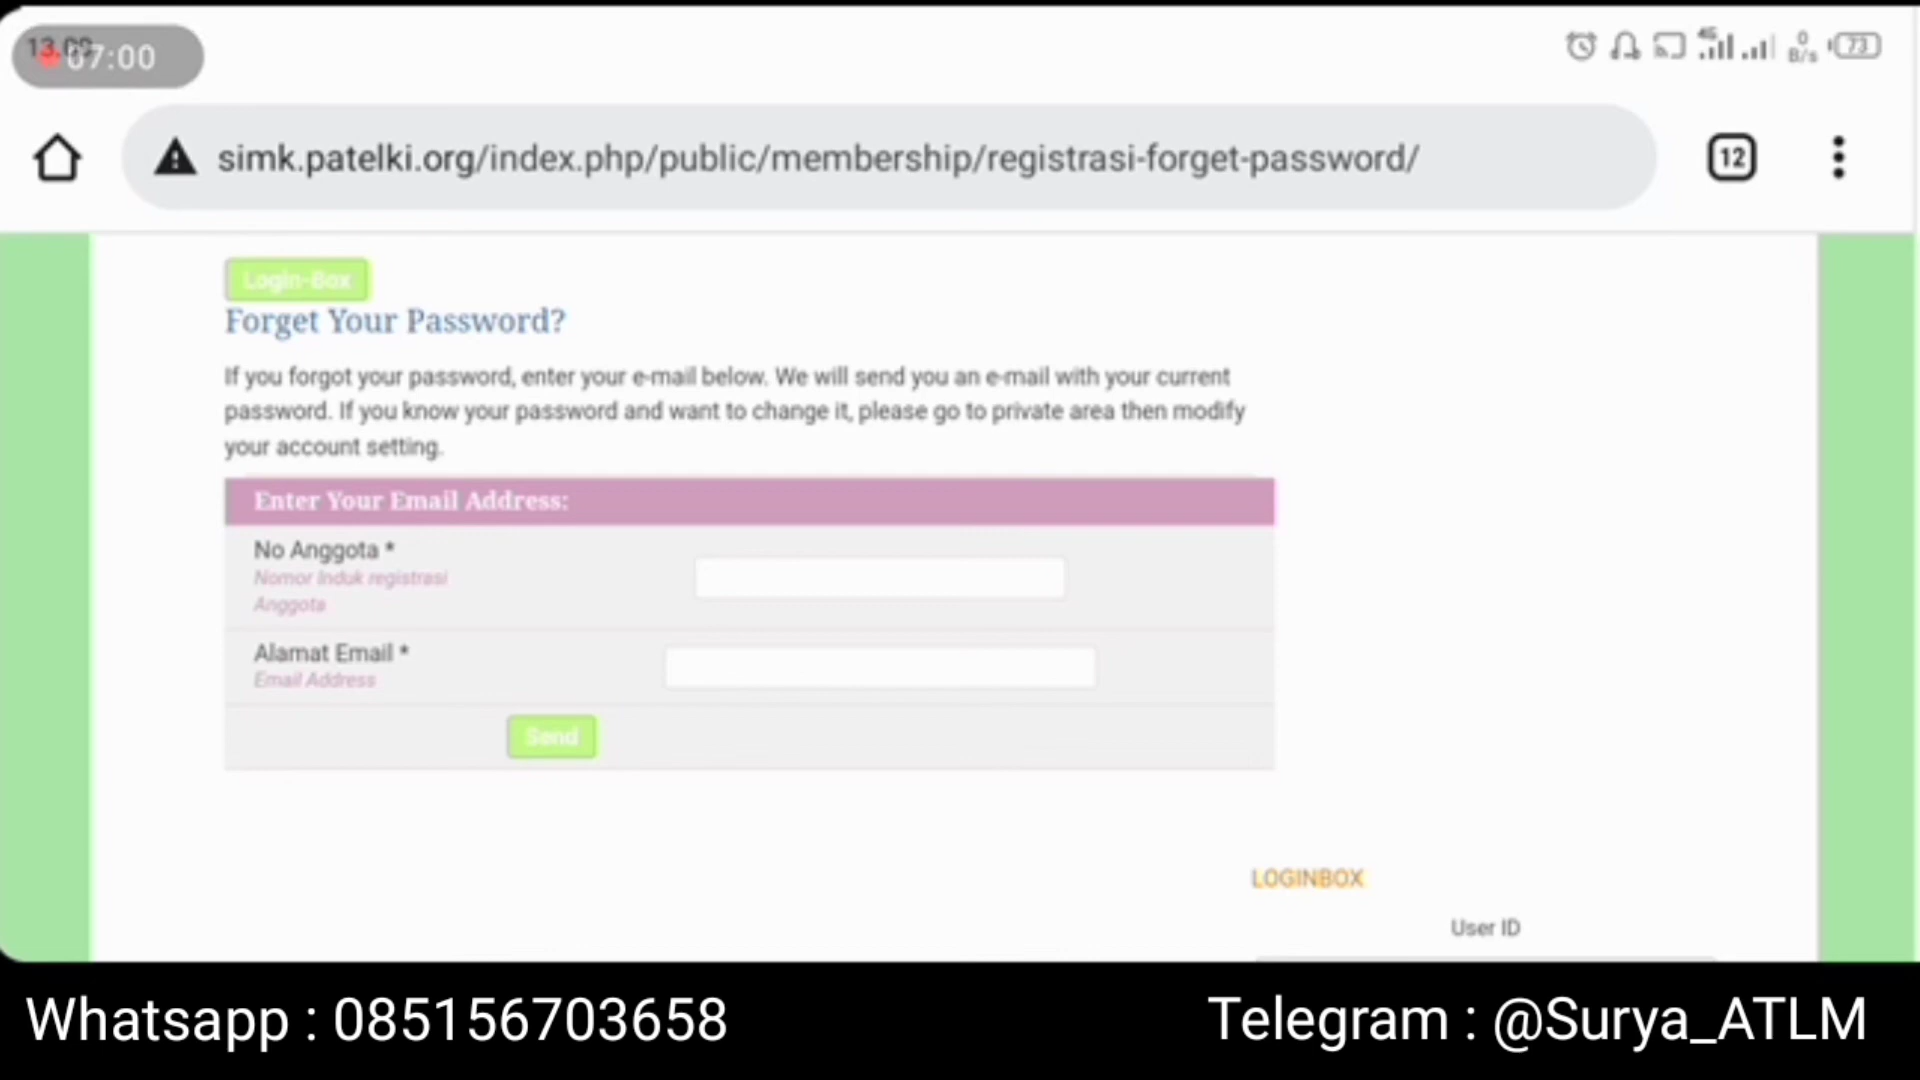 07:00
4G
0
B/s
73
simk.patelki.org/index.php/public/membership/registrasi-forget-password/
12
Login-Box
Forget Your Password?
If you forgot your password, enter your e-mail below. We will send you an e-mail with your current
password. If you know your password and want to change it, please go to private area then modify
your account setting.
Enter Your Email Address:
No Anggota *
Nomor Induk registrasi
Anggota
Alamat Email *
Email Address
Send
LOGINBOX
User ID
Whatsapp : 085156703658
Telegram : @Surya_ATLM